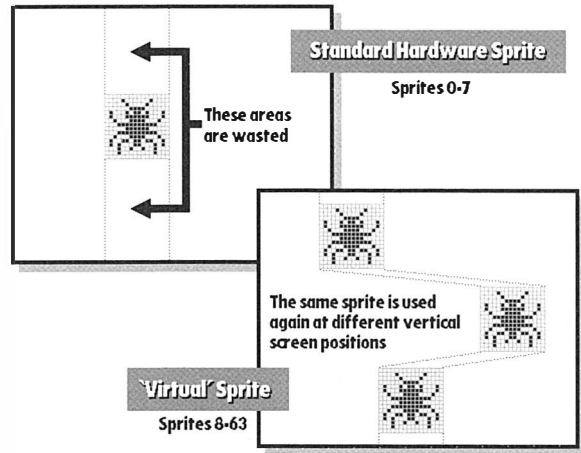 Standard Hardware Sprite
Sprites 0-7
These areas
are wasted
The same sprite is used
again at different vertical
screen positions
'Virtual' Sprite
Sprites 8-63